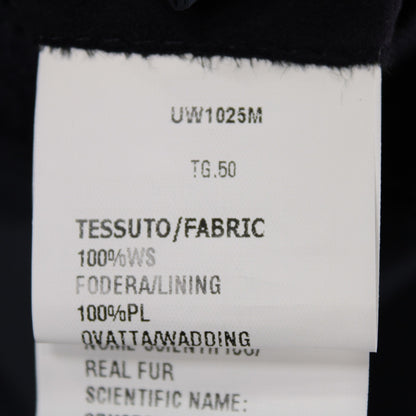 UW1025M
TG.50
TESSUTO/FABRIC
100%WS
FODERA/LINING
100%PL
OVATTA/WADDING
REAL FUR
SCIENTIFIC NAME: